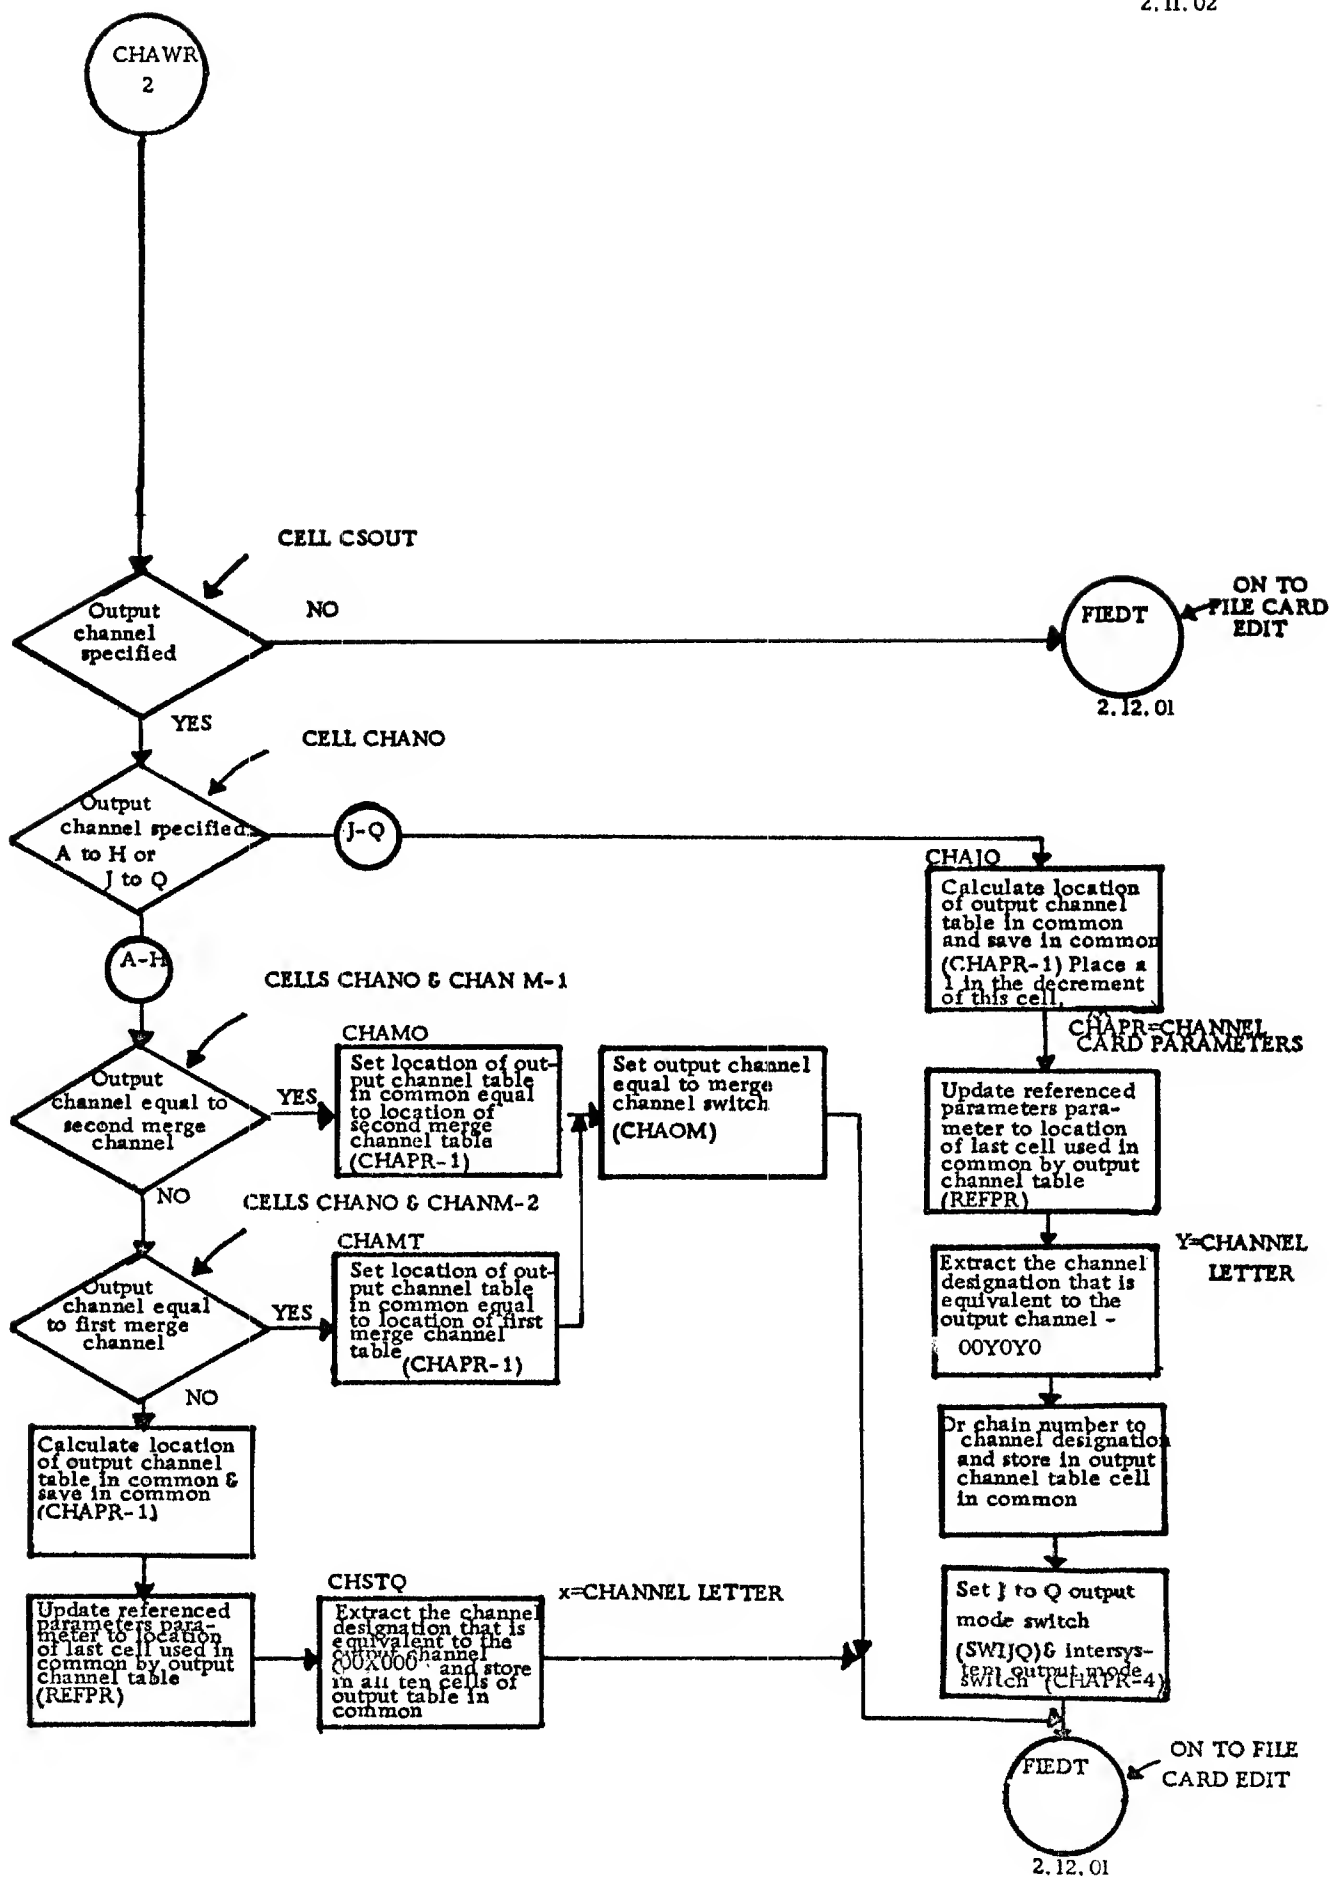 2.11.02
CHAWR
2
CELL CSOUT
Output
channel
specified
NO
FIEDT
ON TO
FILE CARD
EDIT
2.12.01
YES
CELL CHANO
Output
channel specified
A to H or
J to Q
J-Q
A-H
CHAJQ
Calculate location
of output channel
table in common
and save in common
(CHAPR-1) Place a
1 in the decrement
of this cell.
CHAPR=CHANNEL
CARD PARAMETERS
CELLS CHANO & CHAN M-1
Output
channel equal to
second merge
channel
YES
CHAMO
Set location of out-
put channel table
in common equal
to location of
second merge
channel table
(CHAPR-1)
Set output channel
equal to merge
channel switch
(CHAOM)
Update referenced
parameters para-
meter to location
of last cell used in
common by output
channel table
(REFPR)
NO
CELLS CHANO & CHANM-2
Output
channel equal
to first merge
channel
YES
CHAMT
Set location of out-
put channel table
in common equal
to location of first
merge channel
table
(CHAPR-1)
Y=CHANNEL
LETTER
Extract the channel
designation that is
equivalent to the
output channel -
00Y0Y0
NO
Calculate location
of output channel
table in common &
save in common
(CHAPR-1)
Or chain number to
channel designation
and store in output
channel table cell
in common
Update referenced
parameters para-
meter to location
of last cell used in
common by output
channel table
(REFPR)
CHSTQ
Extract the channel
designation that is
equivalent to the
output channel
(00X000) and store
in all ten cells of
output table in
common
x=CHANNEL LETTER
Set J to Q output
mode switch
(SWIJQ) & intersys-
tem output mode
switch (CHAPR-4)
FIEDT
ON TO FILE
CARD EDIT
2.12.01